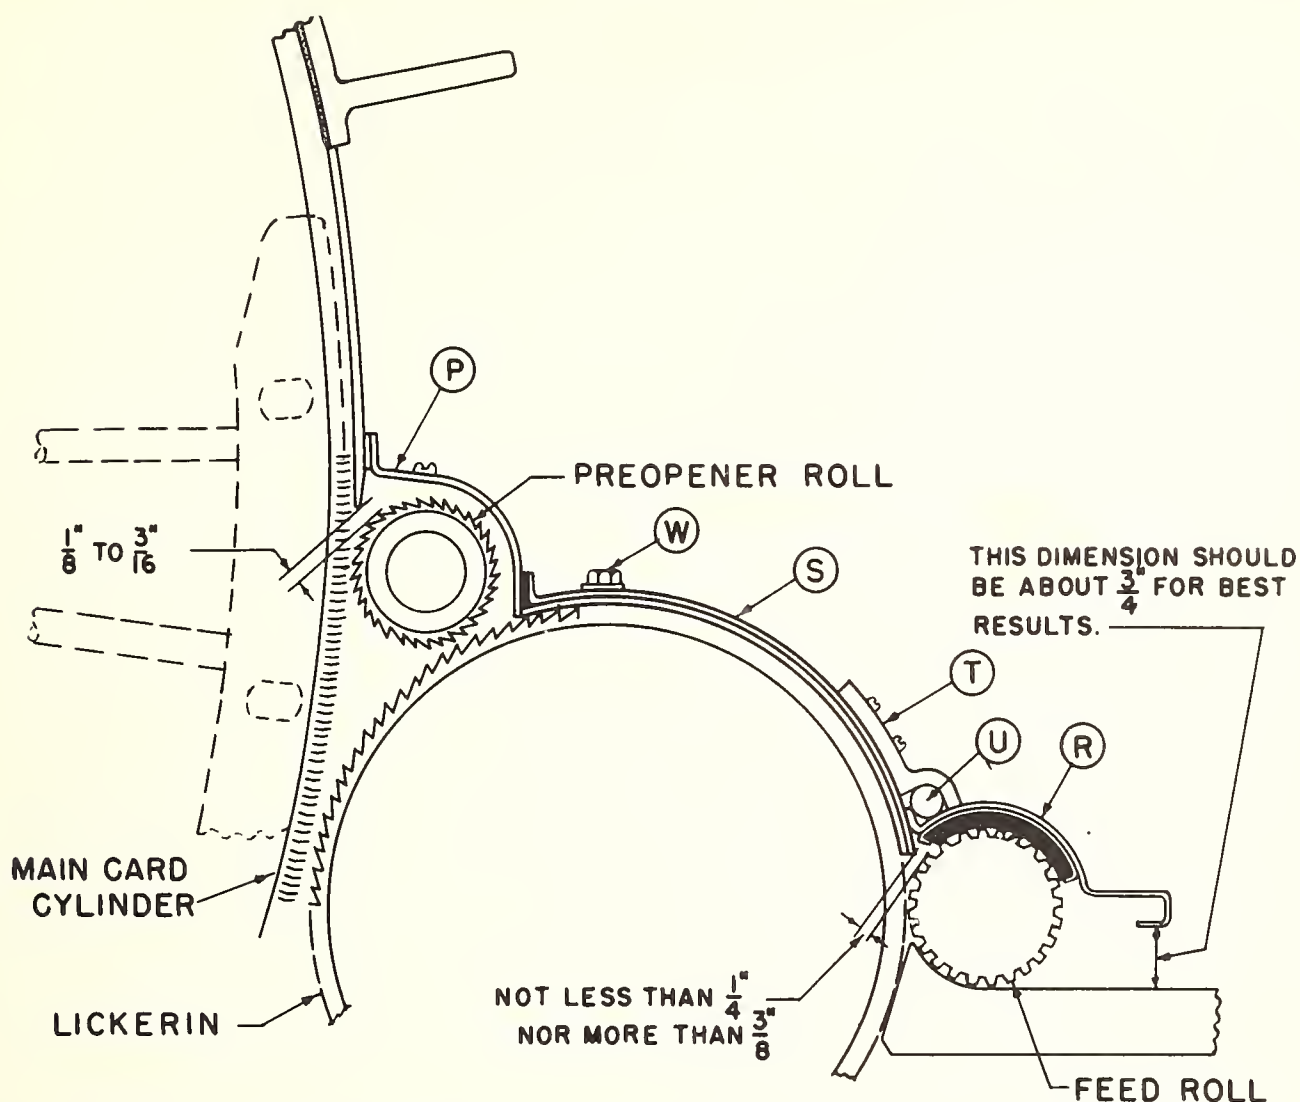 P
PREOPENER ROLL
1/8" TO 3/16"
W
S
THIS DIMENSION SHOULD
BE ABOUT 3/4" FOR BEST
RESULTS.
T
U
R
MAIN CARD
CYLINDER
NOT LESS THAN 1/4"
NOR MORE THAN 3/8"
LICKERIN
FEED ROLL